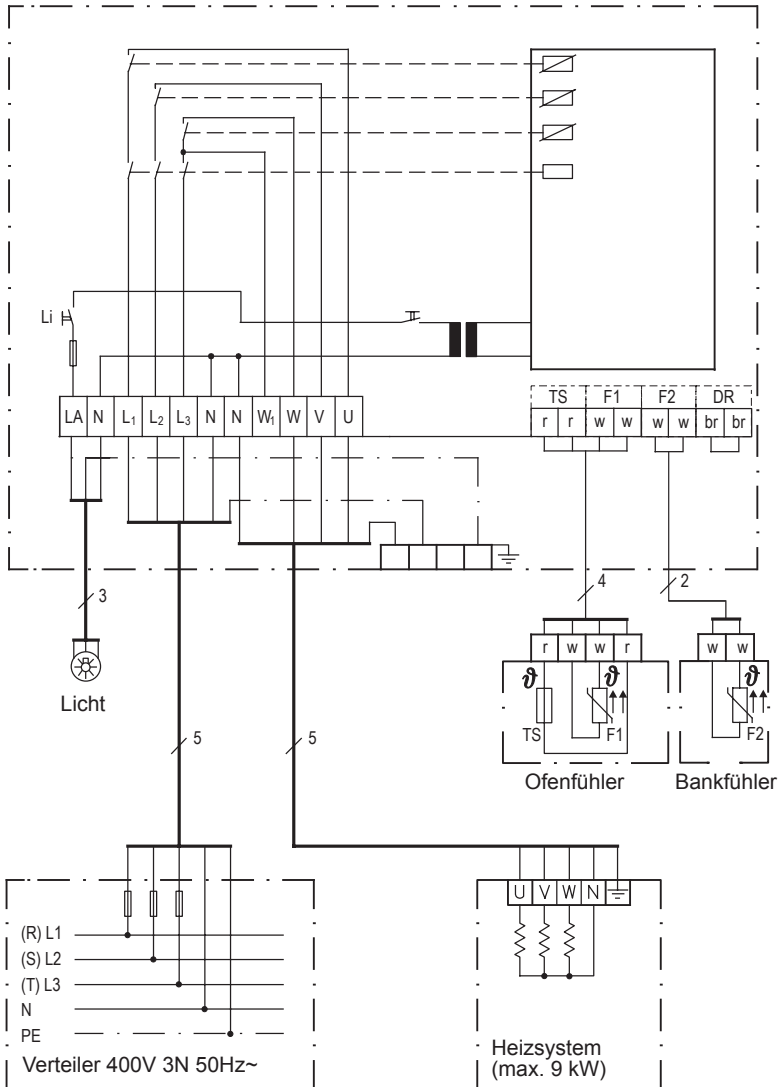 Li
TS F1 F2 DR
LA N L1 L2 L3 N N W1 W V U
r r w w w w br br
3
4
2
r w w r
w w
ϑ ϑ ϑ
TS F1
F2
Licht
Ofenfühler
Bankfühler
5
5
U V W N
(R) L1
(S) L2
(T) L3
N
PE
Verteiler 400V 3N 50Hz~
Heizsystem
(max. 9 kW)